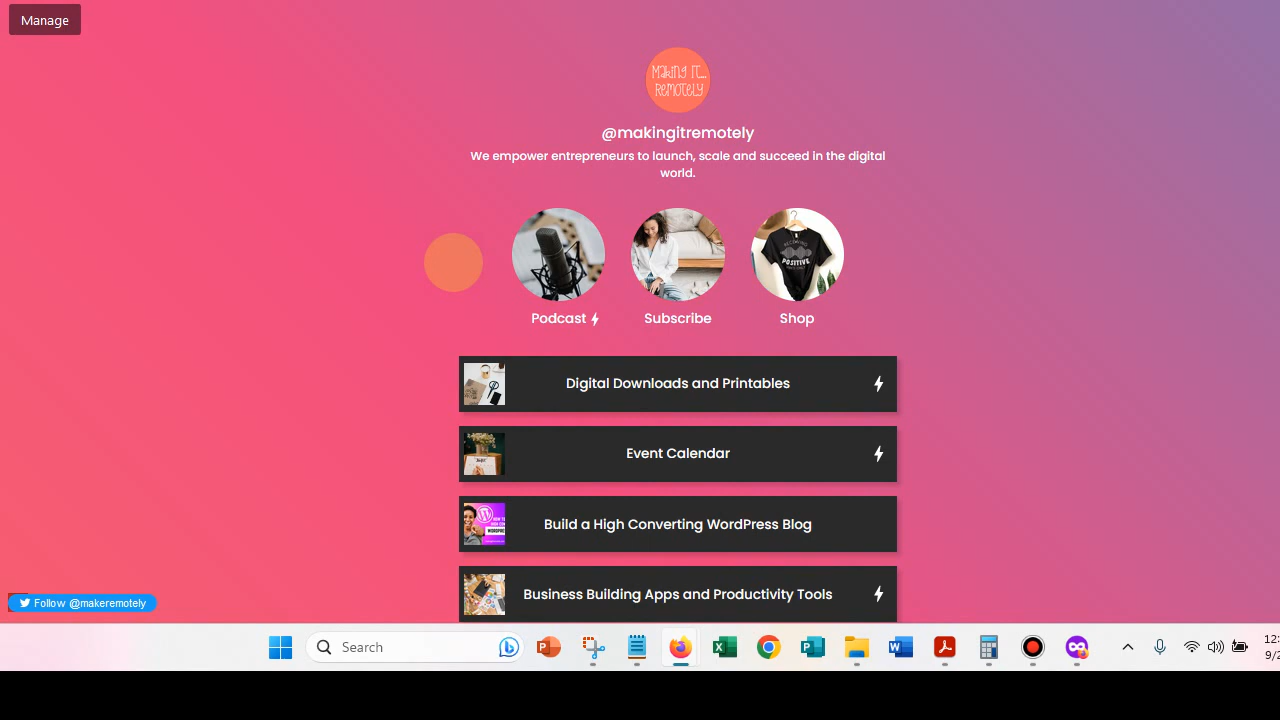 Manage
Making it...
Remotely
@makingitremotely
We empower entrepreneurs to launch, scale and succeed in the digital
world.
BECOMING
POSITIVE
Podcast
Subscribe
Shop
Digital Downloads and Printables
Event Calendar
Build a High Converting WordPress Blog
Business Building Apps and Productivity Tools
Follow @makeremotely
Search